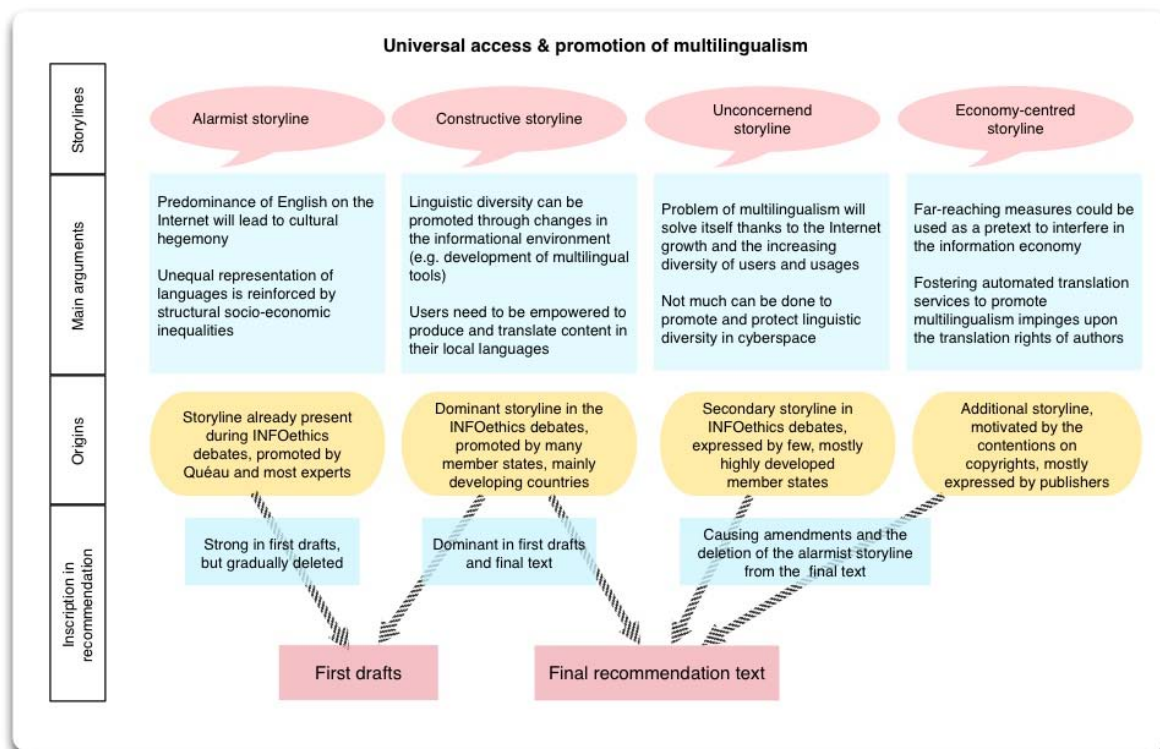 Universal access & promotion of multilingualism
Storylines
Alarmist storyline
Constructive storyline
Unconcernend
storyline
Economy-centred
storyline
Main arguments
Predominance of English on the
Internet will lead to cultural
hegemony
Unequal representation of
languages is reinforced by
structural socio-economic
inequalities
Linguistic diversity can be
promoted through changes in
the informational environment
(e.g. development of multilingual
tools)
Users need to be empowered to
produce and translate content in
their local languages
Problem of multilingualism will
solve itself thanks to the Internet
growth and the increasing
diversity of users and usages
Not much can be done to
promote and protect linguistic
diversity in cyberspace
Far-reaching measures could be
used as a pretext to interfere in
the information economy
Fostering automated translation
services to promote
multilingualism impinges upon
the translation rights of authors
Origins
Storyline already present
during INFOethics
debates, promoted by
Quéau and most experts
Dominant storyline in the
INFOethics debates,
promoted by many
member states, mainly
developing countries
Secondary storyline in
INFOethics debates,
expressed by few, mostly
highly developed
member states
Additional storyline,
motivated by the
contentions on
copyrights, mostly
expressed by publishers
Inscription in
recommendation
Strong in first drafts,
but gradually deleted
Dominant in first drafts
and final text
Causing amendments and the
deletion of the alarmist storyline
from the final text
First drafts
Final recommendation text